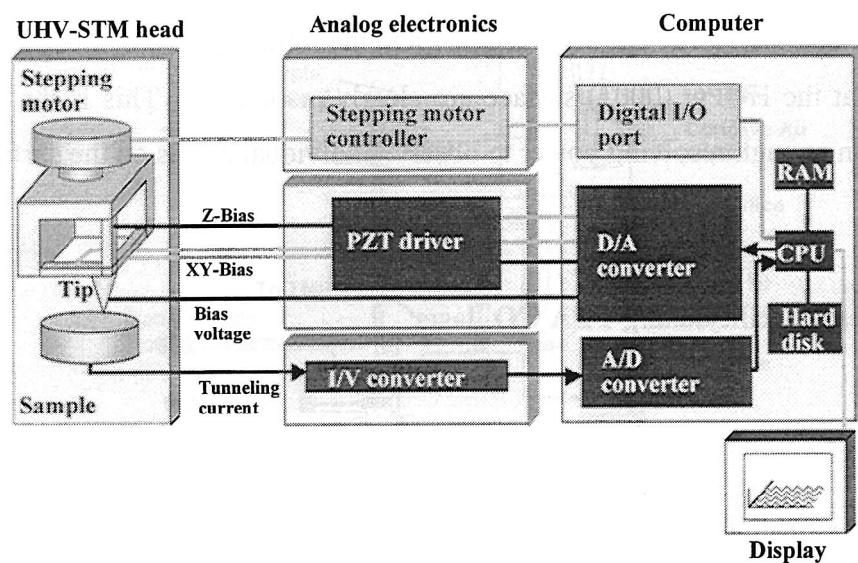 UHV-STM head
Analog electronics
Computer
Stepping
motor
Stepping motor
controller
Digital I/O
port
RAM
Z-Bias
PZT driver
D/A
converter
CPU
XY-Bias
Tip
Bias
voltage
Hard
disk
I/V converter
A/D
converter
Tunneling
current
Sample
Display